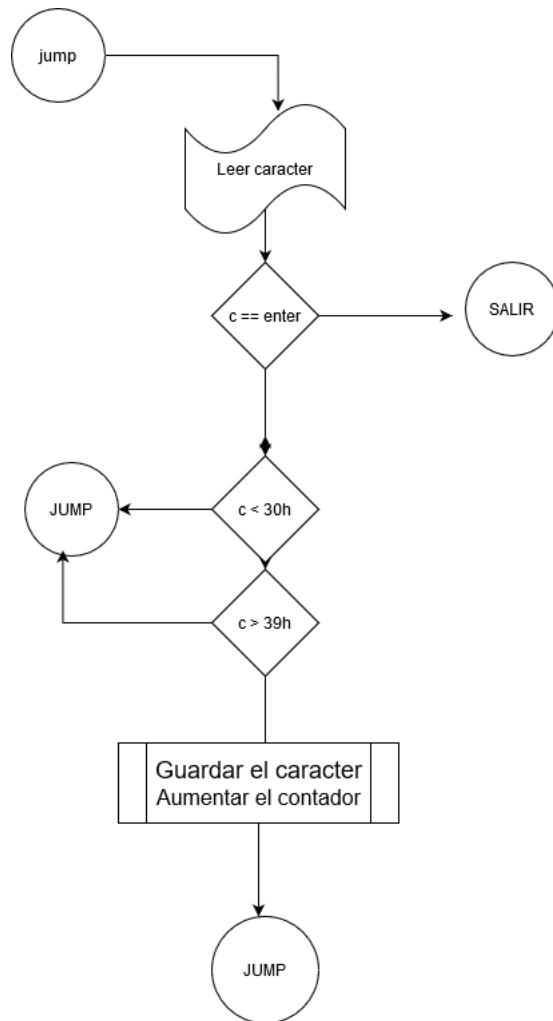 jump
Leer caracter
c == enter
SALIR
JUMP
c < 30h
c > 39h
Guardar el caracter
Aumentar el contador
JUMP